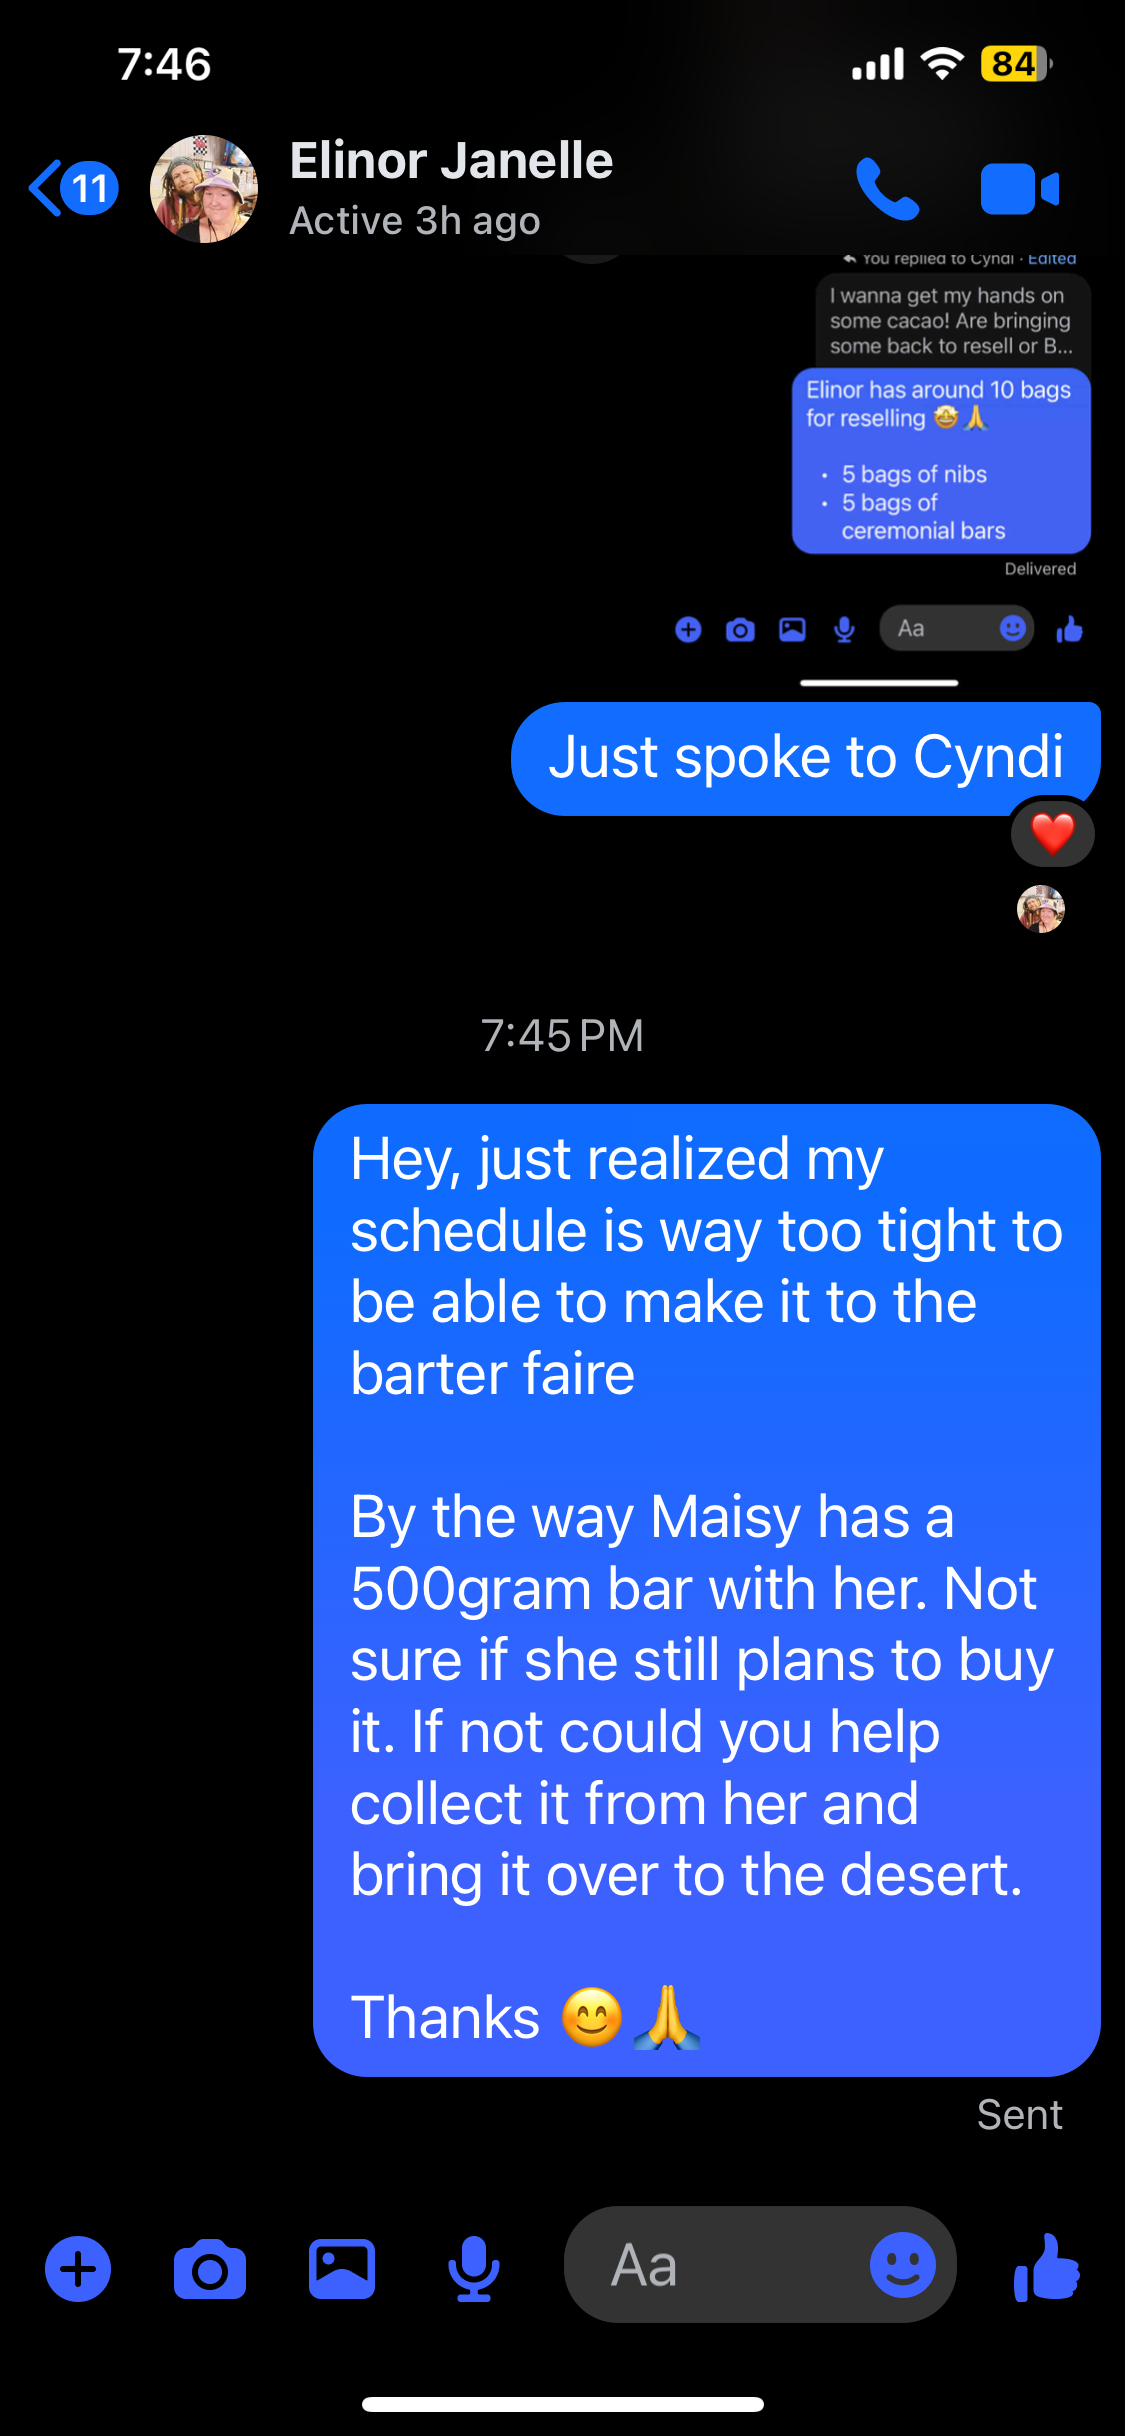 7:46
84
11
Elinor Janelle
Active 3h ago
You replied to Cyndi · Edited
I wanna get my hands on
some cacao! Are bringing
some back to resell or B...
Elinor has around 10 bags
for reselling 🤩🙏
• 5 bags of nibs
• 5 bags of
ceremonial bars
Delivered
Aa
Just spoke to Cyndi
❤️
7:45 PM
Hey, just realized my
schedule is way too tight to
be able to make it to the
barter faire
By the way Maisy has a
500gram bar with her. Not
sure if she still plans to buy
it. If not could you help
collect it from her and
bring it over to the desert.
Thanks 😊🙏
Sent
Aa